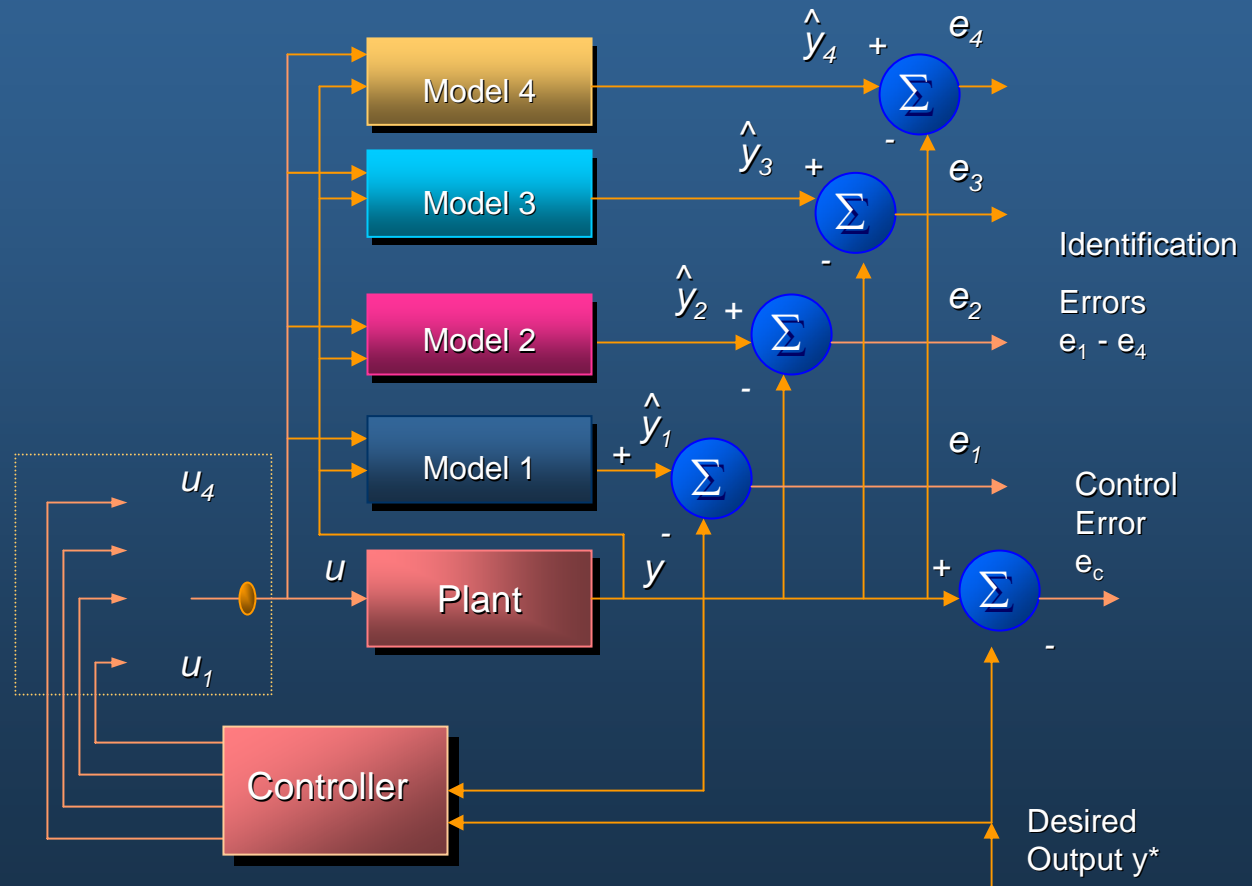 ŷ4
+
e4
Model 4
Σ
-
ŷ3
+
e3
Model 3
Σ
-
Identification
ŷ2
+
e2
Errors
e1 - e4
Model 2
Σ
-
ŷ1
+
e1
Model 1
Σ
-
Control
Error
ec
u4
u
Plant
y
+
Σ
-
u1
Controller
Desired
Output y*